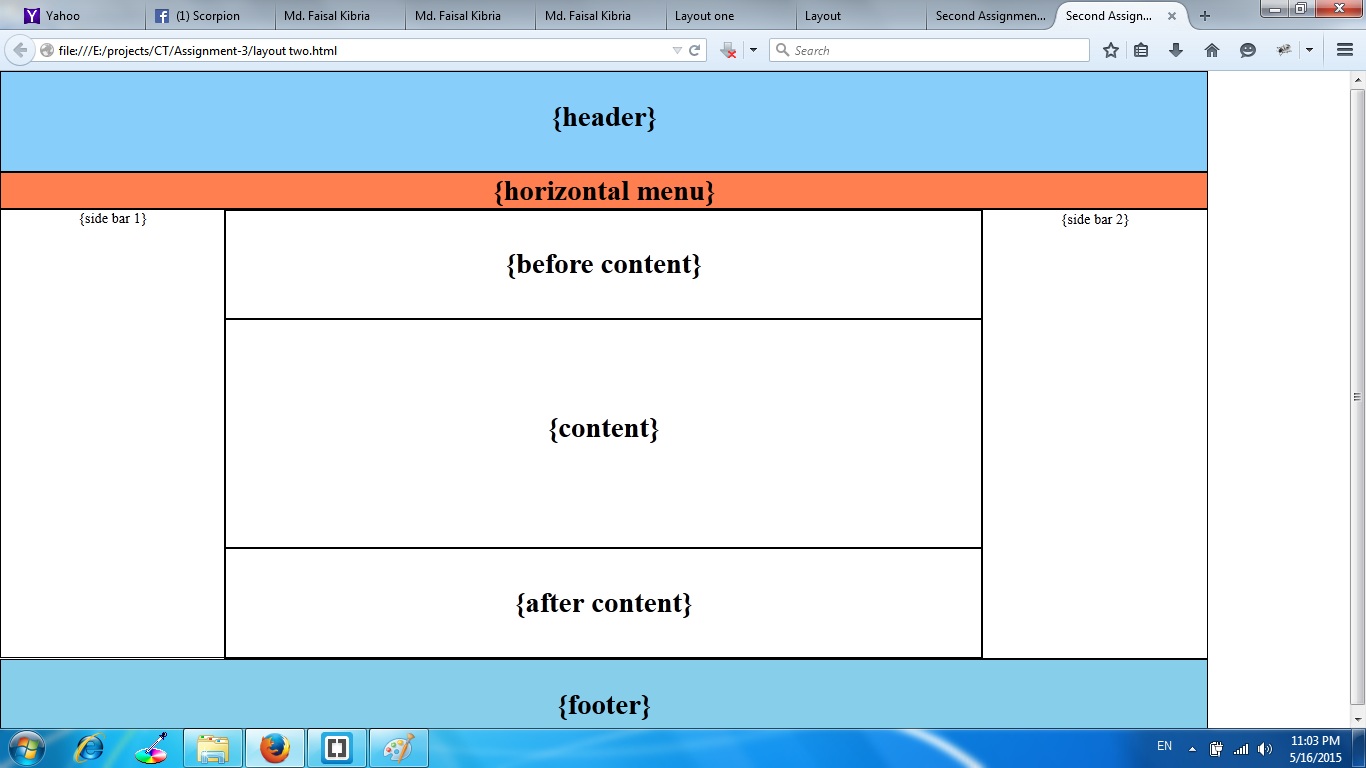 Yahoo
(1) Scorpion
Md. Faisal Kibria
Md. Faisal Kibria
Md. Faisal Kibria
Layout one
Layout
Second Assignmen...
Second Assign...
file:///E:/projects/CT/Assignment-3/layout two.html
Search
{header}
{horizontal menu}
{side bar 1}
{side bar 2}
{before content}
{content}
{after content}
{footer}
EN
11:03 PM
5/16/2015